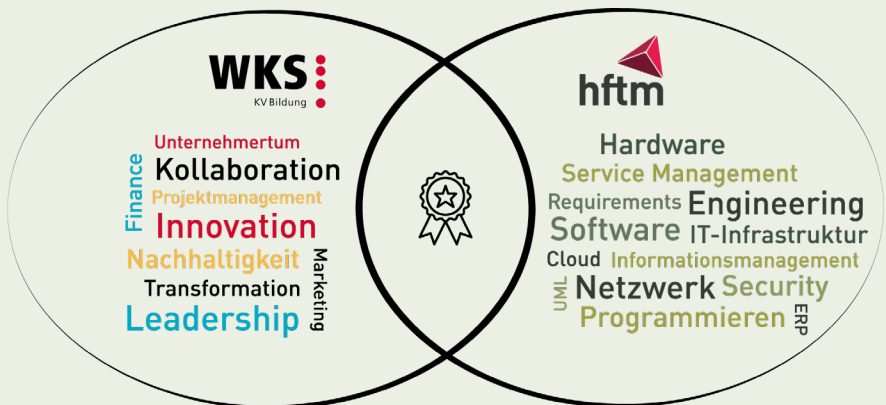 WKS
KV Bildung
Unternehmertum
Finance
Kollaboration
Projektmanagement
Innovation
Nachhaltigkeit
Marketing
Transformation
Leadership
hftm
Hardware
Service Management
Requirements Engineering
Software IT-Infrastruktur
Cloud Informationsmanagement
UML Netzwerk Security
Programmieren ERP